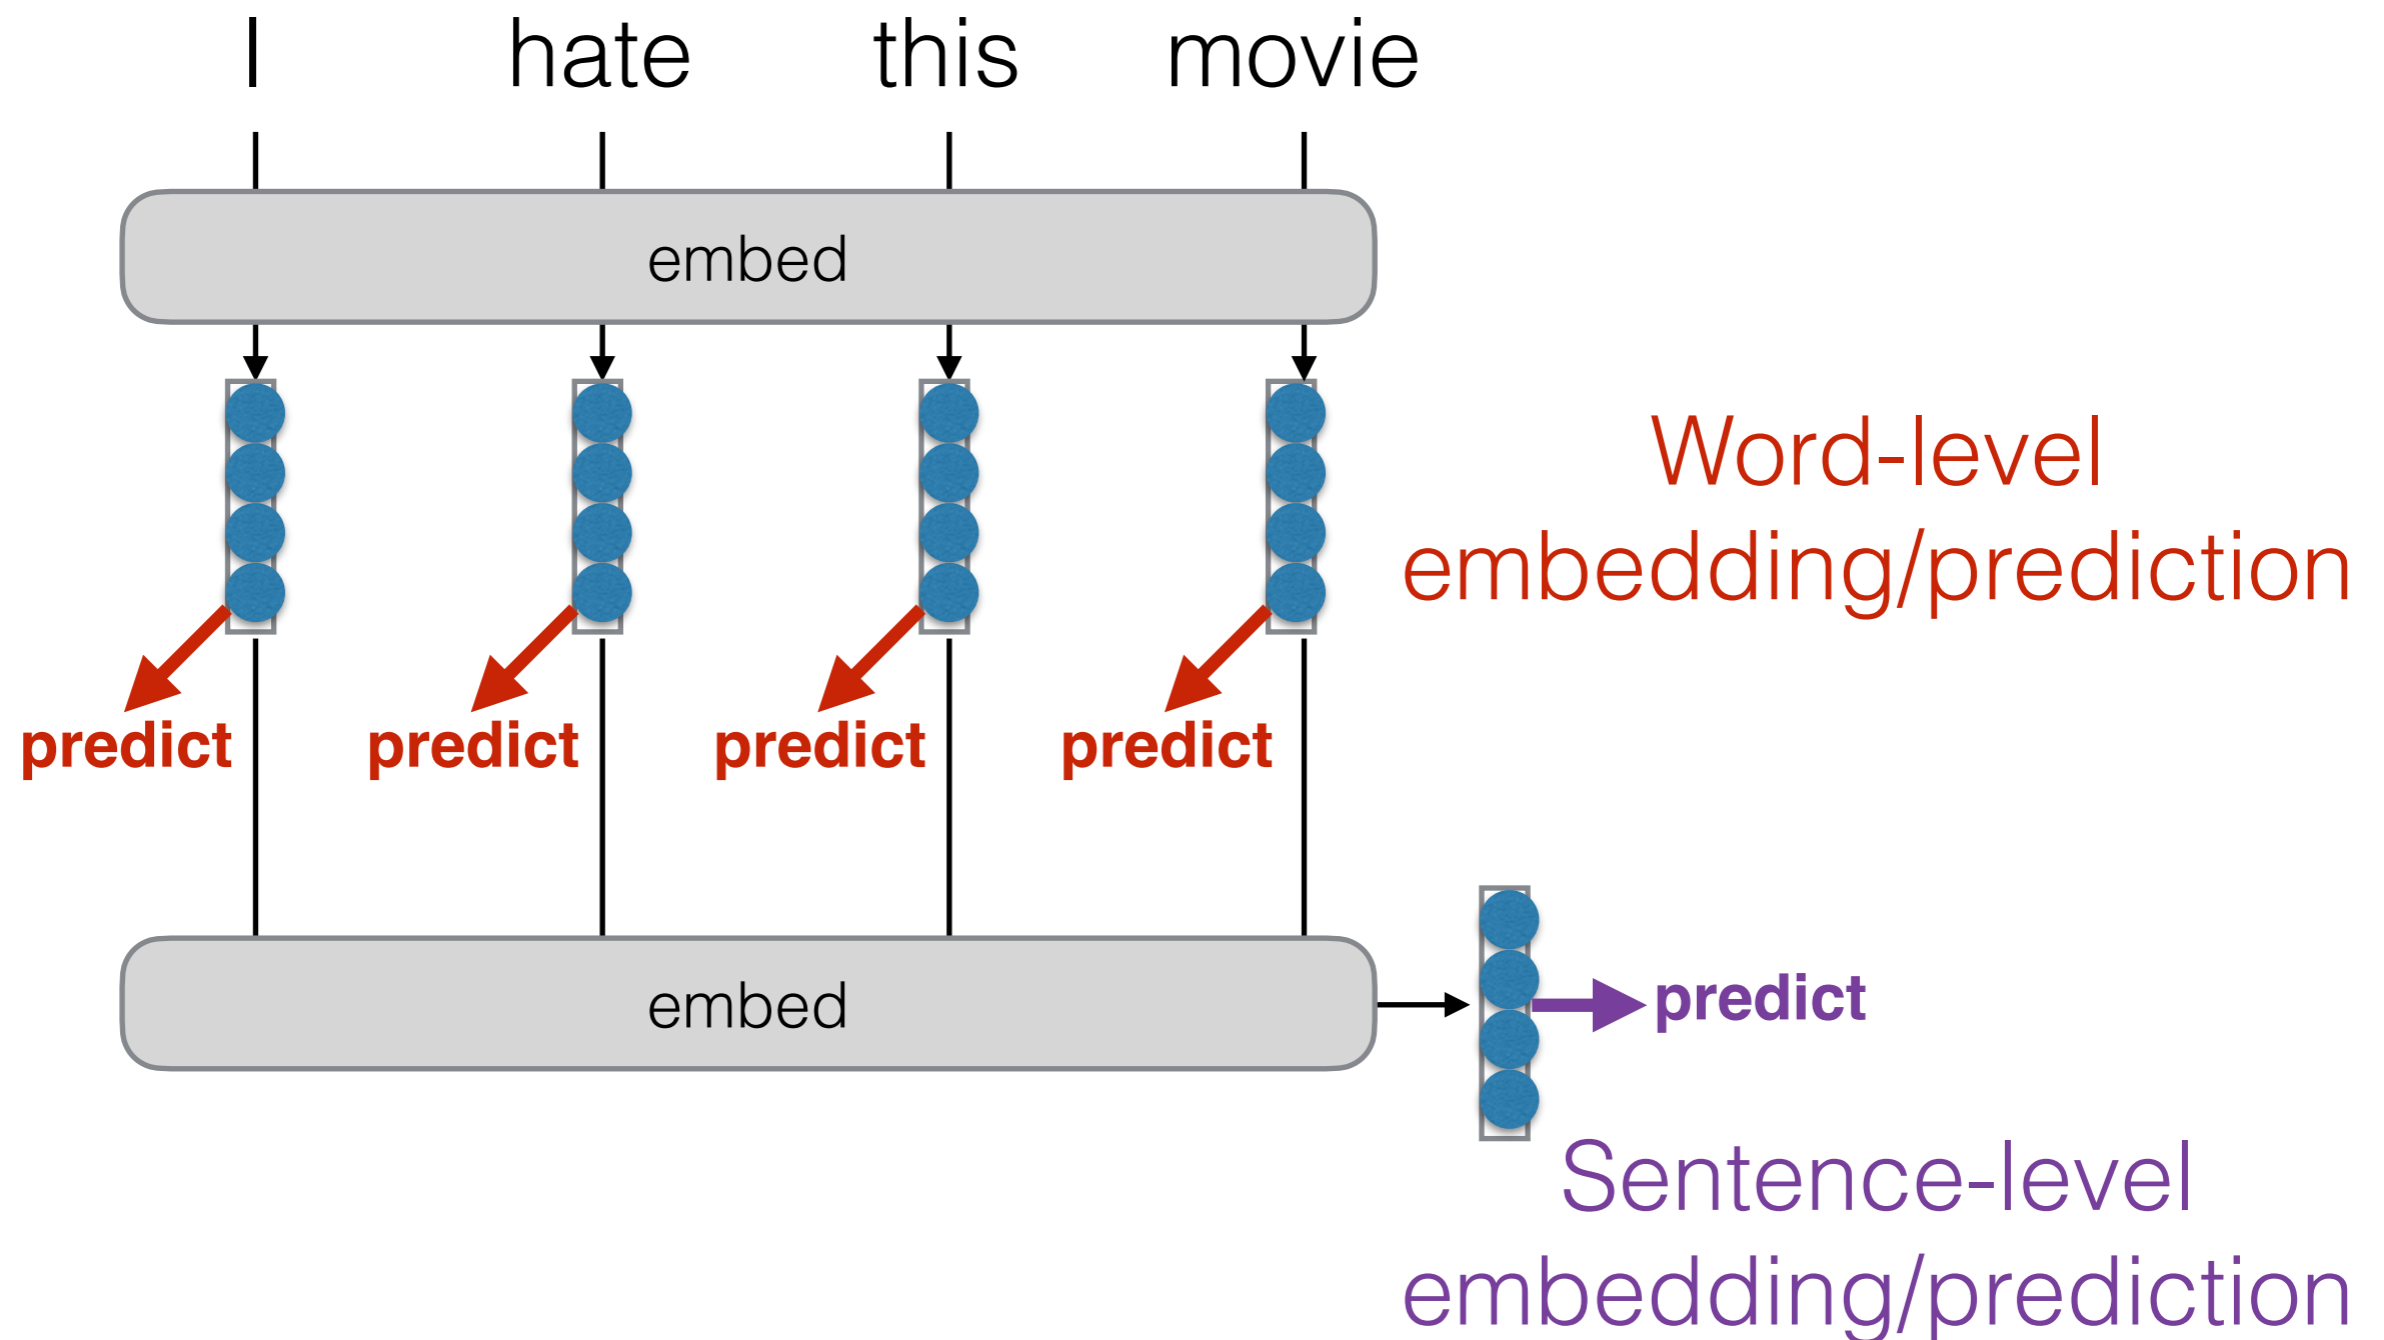 I hate this movie
embed
Word-level
embedding/prediction
predict predict predict predict
embed
predict
Sentence-level
embedding/prediction